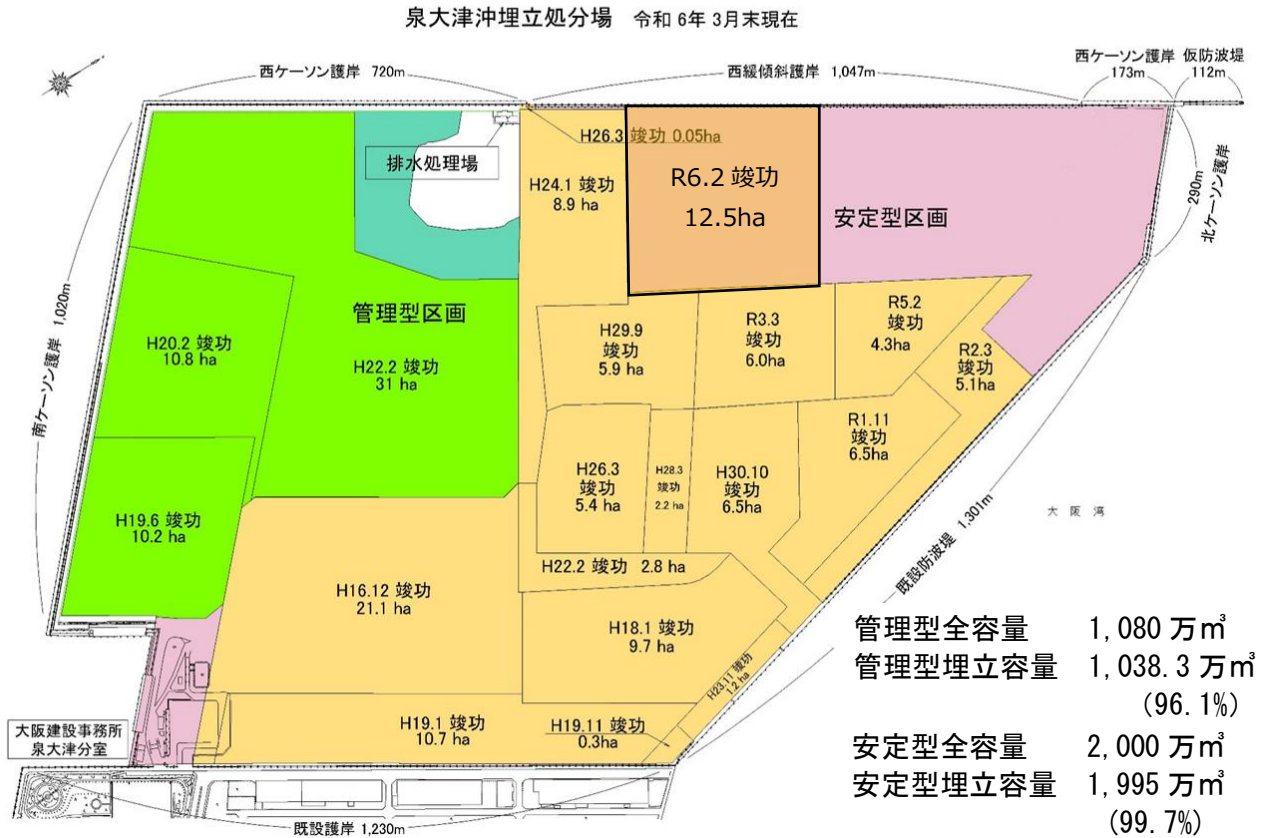 泉大津沖埋立処分場 令和 6年 3月末現在
西ケーソン護岸 720m
西緩傾斜護岸 1,047m
西ケーソン護岸
173m
仮防波堤
112m
290m
北ケーソン護岸
排水処理場
H26.3 竣功 0.05ha
H24.1 竣功
8.9 ha
R6.2 竣功
12.5ha
安定型区画
南ケーソン護岸 1,020m
管理型区画
H20.2 竣功
10.8 ha
H22.2 竣功
31 ha
H29.9
竣功
5.9 ha
R3.3
竣功
6.0ha
R5.2
竣功
4.3ha
R2.3
竣功
5.1ha
R1.11
竣功
6.5ha
H26.3
竣功
5.4 ha
H28.3
竣功
2.2 ha
H30.10
竣功
6.5ha
H19.6 竣功
10.2 ha
大 阪 湾
既設防波堤 1,301m
H22.2 竣功 2.8 ha
H16.12 竣功
21.1 ha
H18.1 竣功
9.7 ha
H23.11 竣功
1.2 ha
H19.1 竣功
10.7 ha
H19.11 竣功
0.3ha
大阪建設事務所
泉大津分室
既設護岸 1,230m
管理型全容量 1,080 万㎥
管理型埋立容量 1,038.3 万㎥
(96.1%)
安定型全容量 2,000 万㎥
安定型埋立容量 1,995 万㎥
(99.7%)